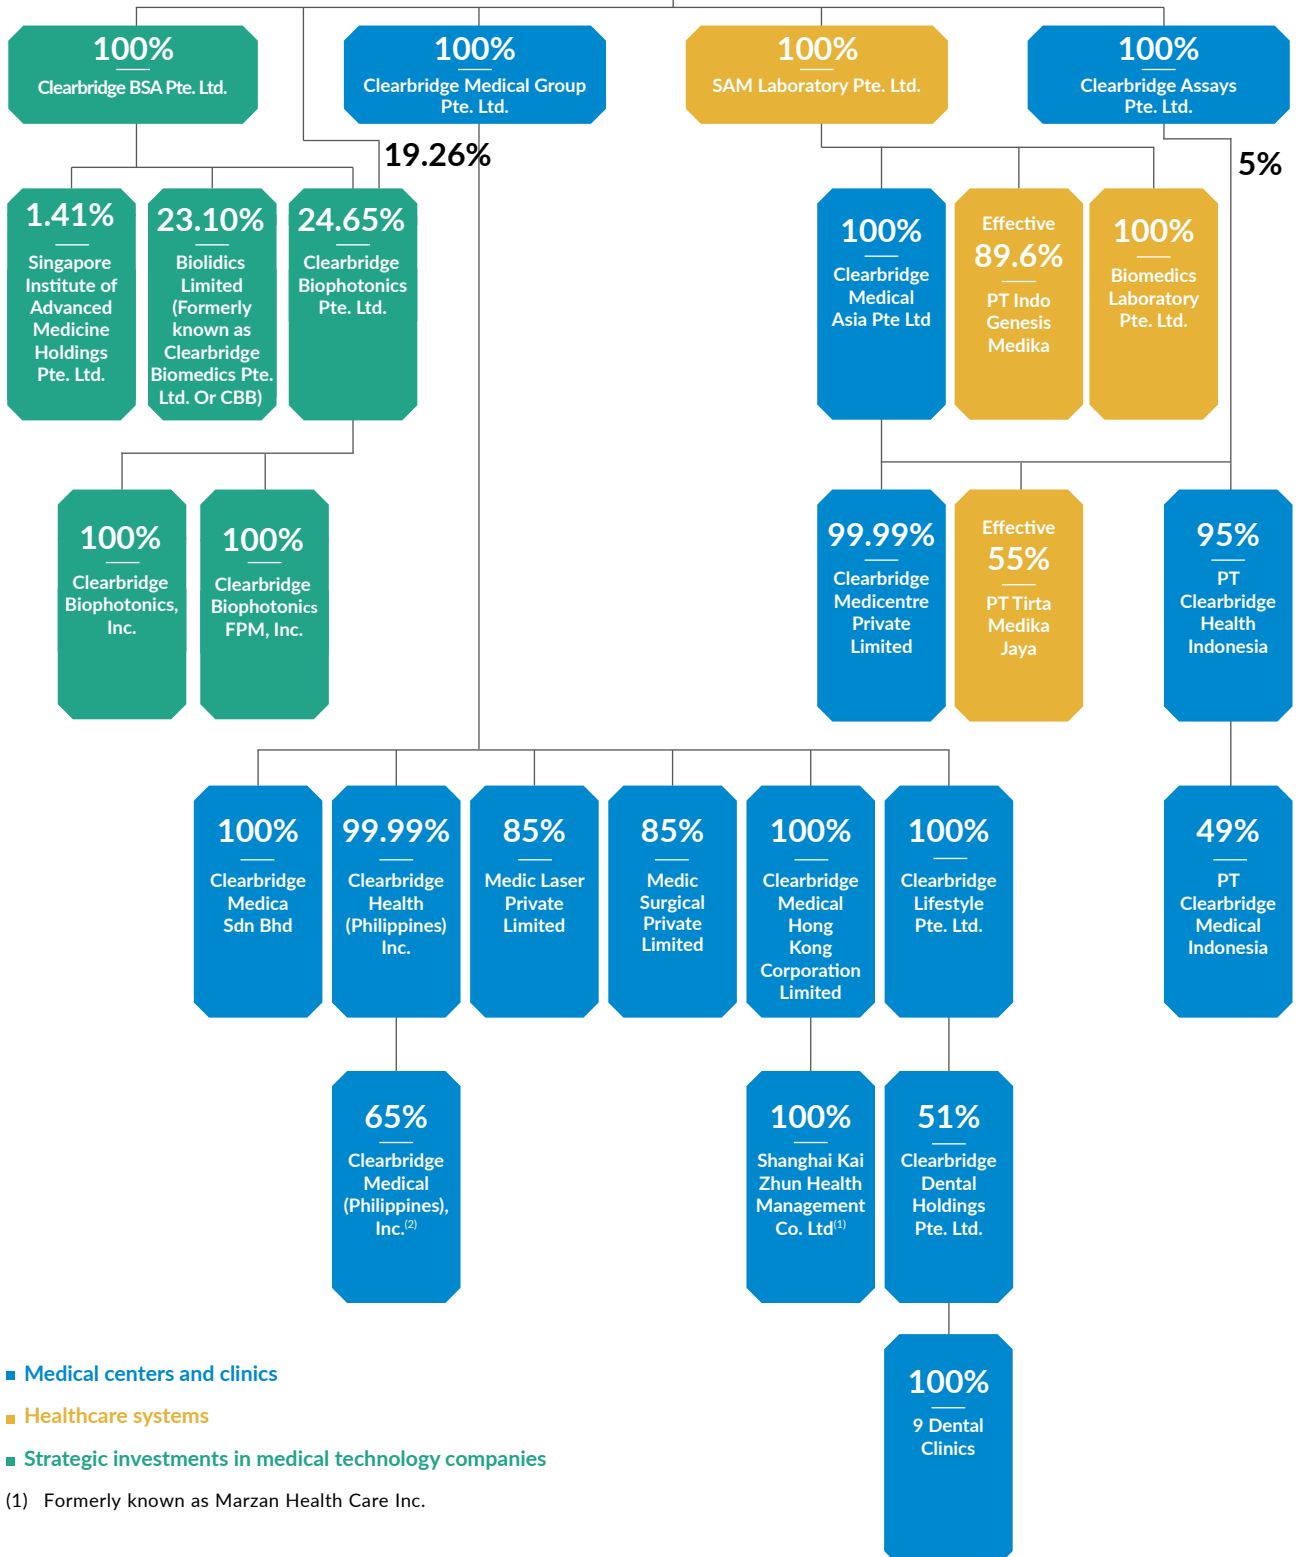 100%
Clearbridge BSA Pte. Ltd.
100%
Clearbridge Medical Group
Pte. Ltd.
100%
SAM Laboratory Pte. Ltd.
100%
Clearbridge Assays
Pte. Ltd.
19.26%
5%
1.41%
Singapore
Institute of
Advanced
Medicine
Holdings
Pte. Ltd.
23.10%
Biolidics
Limited
(Formerly
known as
Clearbridge
Biomedics Pte.
Ltd. Or CBB)
24.65%
Clearbridge
Biophotonics
Pte. Ltd.
100%
Clearbridge
Medical
Asia Pte Ltd
Effective
89.6%
PT Indo
Genesis
Medika
100%
Biomedics
Laboratory
Pte. Ltd.
100%
Clearbridge
Biophotonics,
Inc.
100%
Clearbridge
Biophotonics
FPM, Inc.
99.99%
Clearbridge
Medicentre
Private
Limited
Effective
55%
PT Tirta
Medika
Jaya
95%
PT
Clearbridge
Health
Indonesia
100%
Clearbridge
Medica
Sdn Bhd
99.99%
Clearbridge
Health
(Philippines)
Inc.
85%
Medic Laser
Private
Limited
85%
Medic
Surgical
Private
Limited
100%
Clearbridge
Medical
Hong
Kong
Corporation
Limited
100%
Clearbridge
Lifestyle
Pte. Ltd.
49%
PT
Clearbridge
Medical
Indonesia
65%
Clearbridge
Medical
(Philippines),
Inc.(2)
100%
Shanghai Kai
Zhun Health
Management
Co. Ltd(1)
51%
Clearbridge
Dental
Holdings
Pte. Ltd.
100%
9 Dental
Clinics
Medical centers and clinics
Healthcare systems
Strategic investments in medical technology companies
(1) Formerly known as Marzan Health Care Inc.